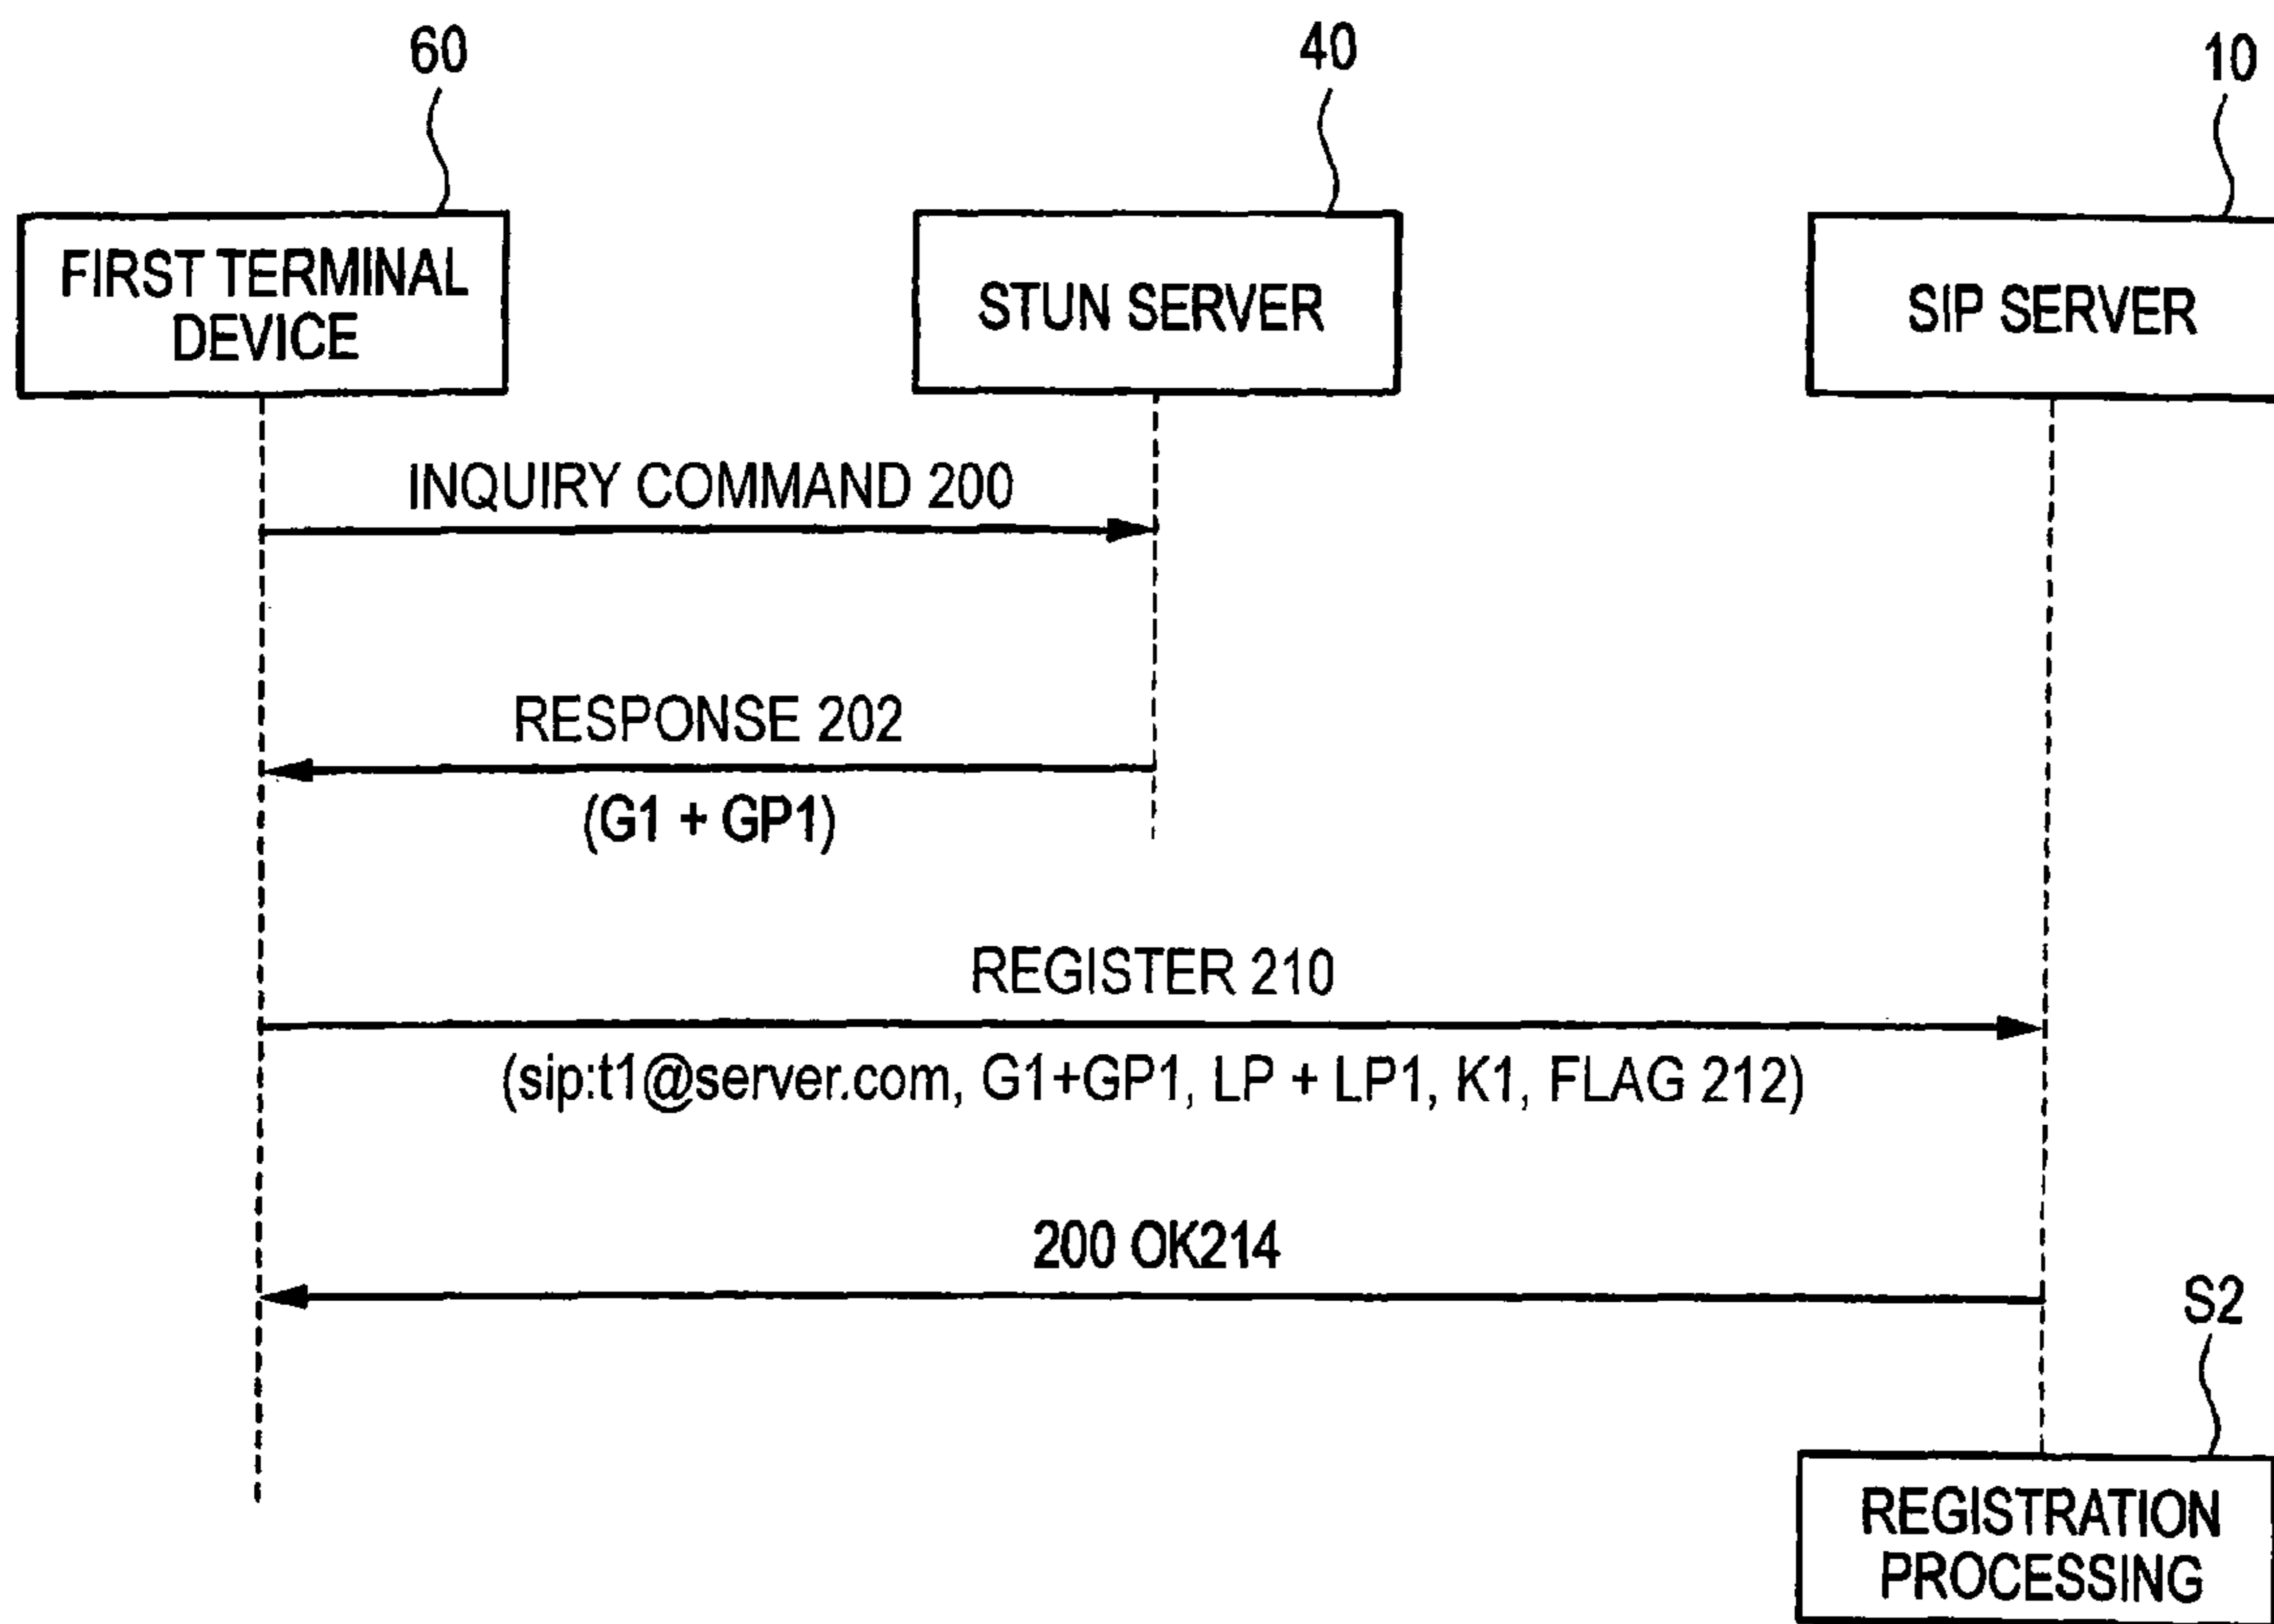 60
40
10
FIRST TERMINAL
DEVICE
STUN SERVER
SIP SERVER
INQUIRY COMMAND 200
RESPONSE 202
(G1 + GP1)
REGISTER 210
(sip:t1@server.com, G1+GP1, LP + LP1, K1, FLAG 212)
200 OK214
S2
REGISTRATION
PROCESSING